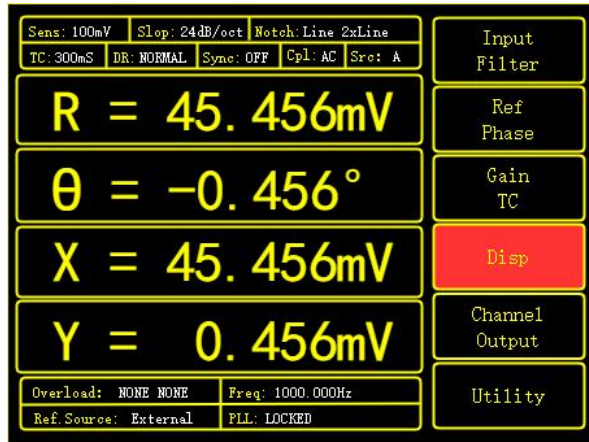 Sens: 100mV Slop: 24dB/oct Notch: Line 2xLine
TC: 300mS DR: NORMAL Sync: OFF Cpl: AC Src: A
R = 45.456mV
θ = -0.456°
X = 45.456mV
Y = 0.456mV
Overload: NONE NONE Freq: 1000.000Hz
Ref.Source: External PLL: LOCKED
Input
Filter
Ref
Phase
Gain
TC
Disp
Channel
Output
Utility